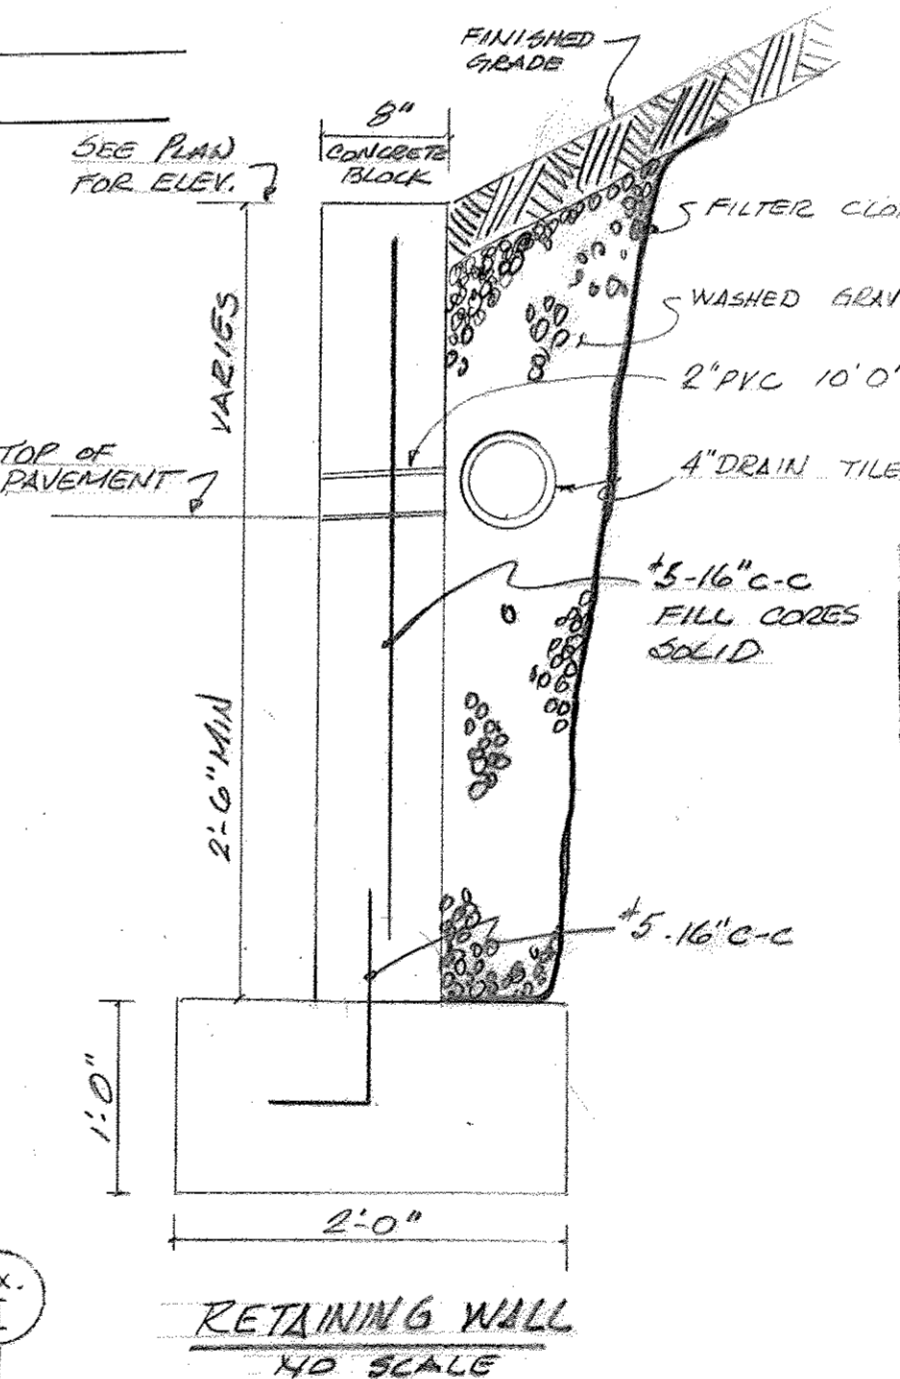 FINISHED
GRADE
8"
CONCRETE
BLOCK
SEE PLAN
FOR ELEV.
FILTER CLO
WASHED GRAV
VARIES
2" PVC 10'0"
TOP OF
PAVEMENT
4" DRAIN TILE
#5-16" C-C
FILL CORES
SOLID
2'-6" MIN
#5-16" C-C
1'-0"
2'-0"
X.
RETAINING WALL
NO SCALE